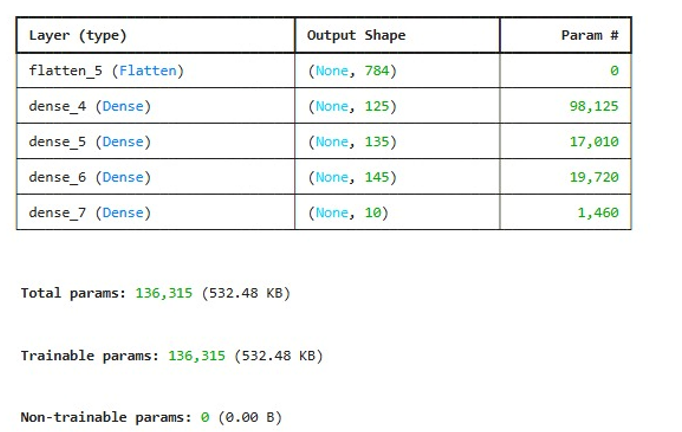 Layer (type) Output Shape Param #
flatten_5 (Flatten) (None, 784) 0
dense_4 (Dense) (None, 125) 98,125
dense_5 (Dense) (None, 135) 17,010
dense_6 (Dense) (None, 145) 19,720
dense_7 (Dense) (None, 10) 1,460
Total params: 136,315 (532.48 KB)
Trainable params: 136,315 (532.48 KB)
Non-trainable params: 0 (0.00 B)